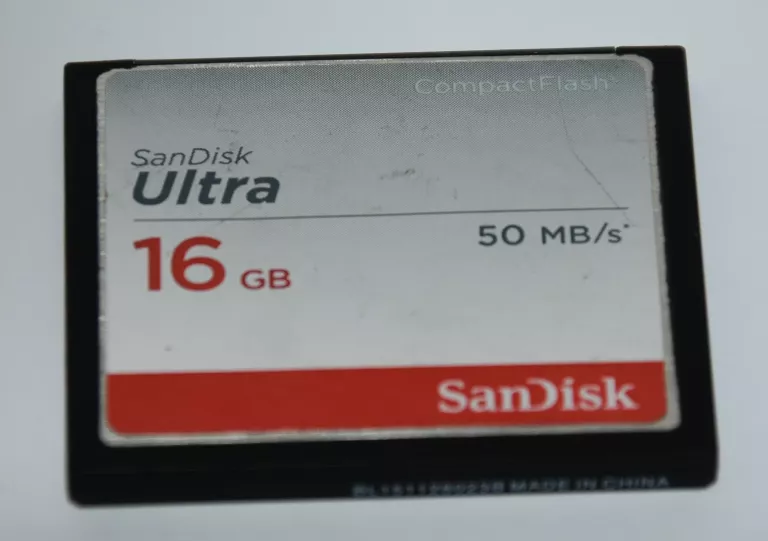 CompactFlash®
SanDisk
Ultra
50 MB/s*
16 GB
SanDisk
MADE IN CHINA